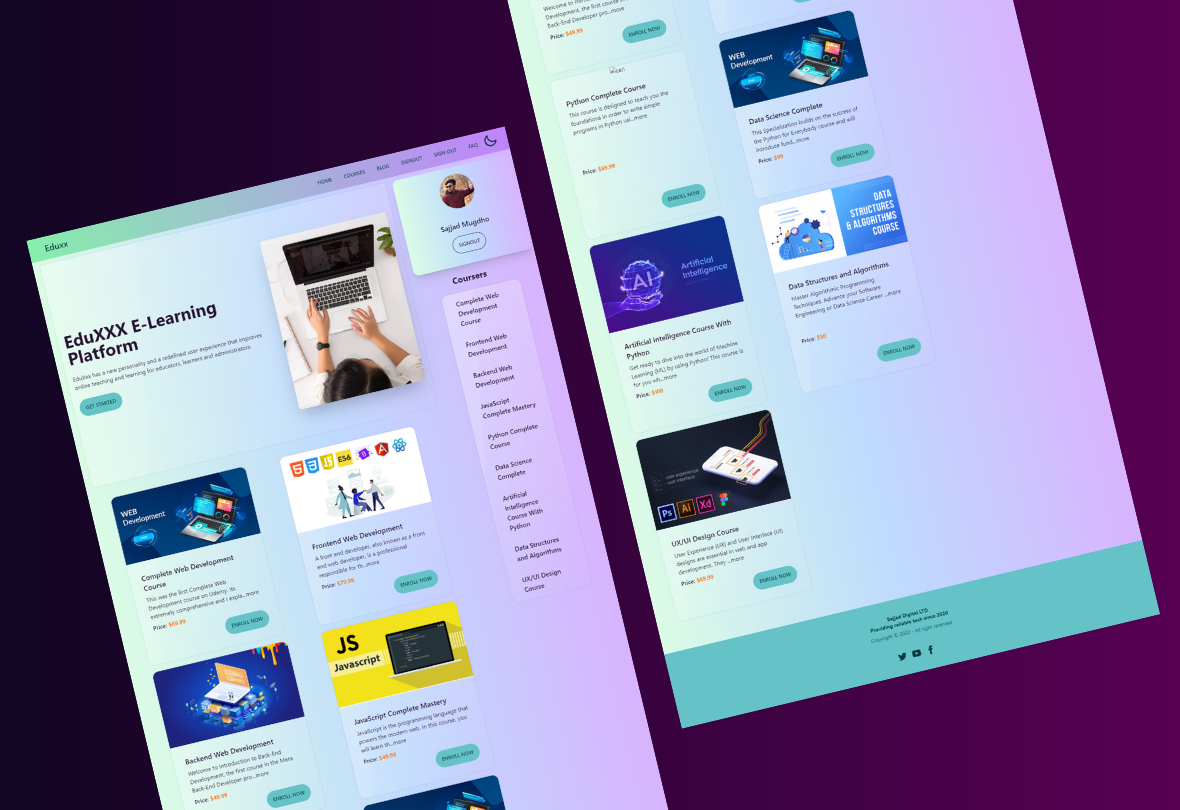 Eduxx
HOME COURSES BLOG SIGNOUT SIGN OUT FAQ
Sajjad Mugdho
SIGNOUT
EduXXX E-Learning
Platform
EduXxx has a new personality and a redefined user experience that improves
online teaching and learning for educators, learners and administrators.
GET STARTED
Coursers
Complete Web
Development
Course
Frontend Web
Development
Backend Web
Development
JavaScript
Complete Mastery
Python Complete
Course
Data Science
Complete
Artificial
Intelligence
Course With
Python
Data Structures
and Algorithms
UX/UI Design
Course
WEB
Development
Complete Web Development
Course
This was the first Complete Web
Development course on Udemy. Its
extremely comprehensive and I expla...more
Price: $69.99
ENROLL NOW
JS
ES6
Frontend Web Development
A front end developer, also known as a front
end web developer, is a professional
responsible for th...more
Price: $79.99
ENROLL NOW
Backend Web Development
Welcome to Introduction to Back-End
Development, the first course in the Meta
Back-End Developer pro...more
Price: $49.99
ENROLL NOW
JS
Javascript
JavaScript Complete Mastery
JavaScript is the programming language that
powers the modern web. In this course, you
will learn th...more
Price: $49.99
ENROLL NOW
Development, the first course
Back-End Developer pro...more
Price: $49.99
ENROLL NOW
Python Complete Course
This course is designed to teach you the
foundations in order to write simple
programs in Python usi...more
Price: $69.99
ENROLL NOW
WEB
Development
Data Science Complete
This Specialization builds on the success of
the Python for Everybody course and will
introduce fund...more
Price: $99
ENROLL NOW
AI
Artificial
Intelligence
Artificial Intelligence Course With
Python
Get ready to dive into the world of Machine
Learning (ML) by using Python! This course is
for you wh...more
Price: $100
ENROLL NOW
DATA
STRUCTURES
& ALGORITHMS
COURSE
Data Structures and Algorithms
Master Algorithmic Programming
Techniques. Advance your Software
Engineering or Data Science Career ...more
Price: $90
ENROLL NOW
user experience
user interface
Ps Ai Xd
UX/UI Design Course
User Experience (UX) and User Interface (UI)
designs are essential in web and app
development. They ...more
Price: $69.99
ENROLL NOW
Sajjad Digital LTD
Providing reliable tech since 2020
Copyright © 2022 - All right reserved